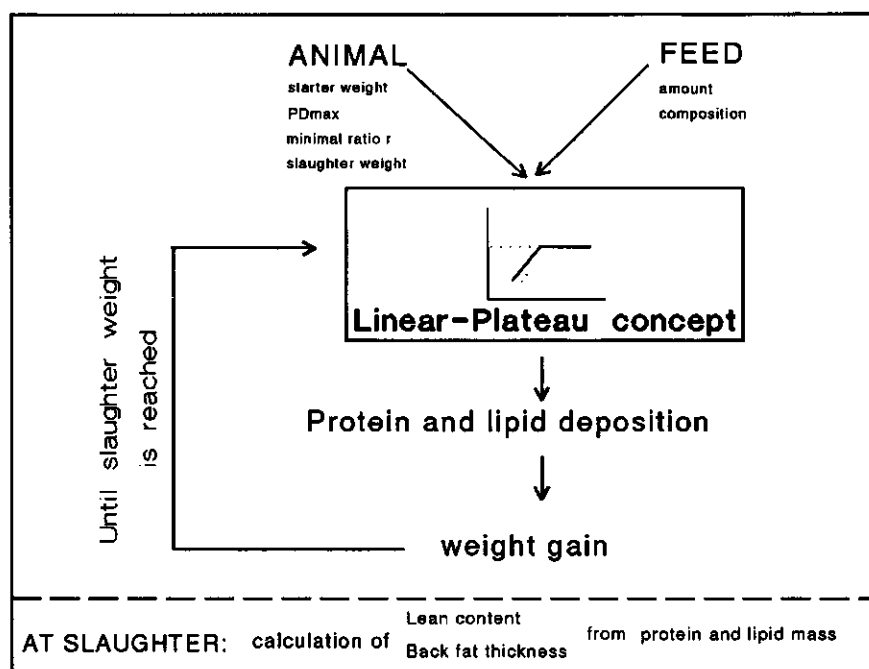 ANIMAL
starter weight
PDmax
minimal ratio r
slaughter weight
FEED
amount
composition
Linear-Plateau concept
Protein and lipid deposition
weight gain
Until slaughter weight
is reached
AT SLAUGHTER: calculation of
Lean content
Back fat thickness
from protein and lipid mass